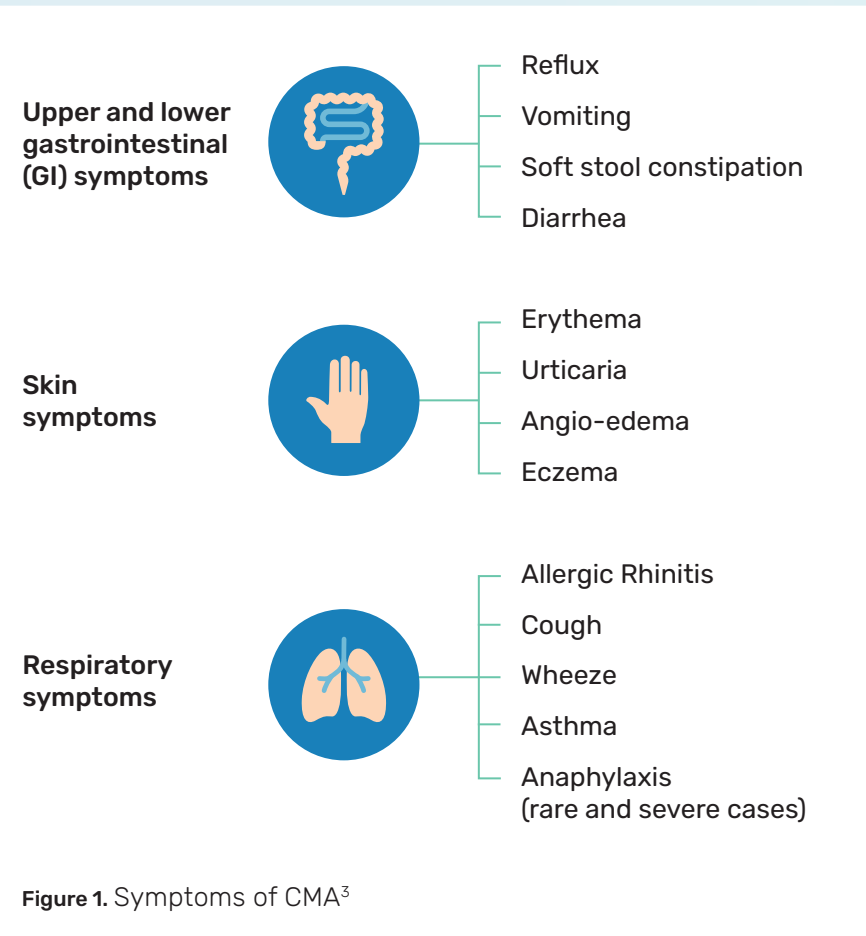 Upper and lower
gastrointestinal
(GI) symptoms
Reflux
Vomiting
Soft stool constipation
Diarrhea
Skin
symptoms
Erythema
Urticaria
Angio-edema
Eczema
Respiratory
symptoms
Allergic Rhinitis
Cough
Wheeze
Asthma
Anaphylaxis
(rare and severe cases)
Figure 1. Symptoms of CMA³